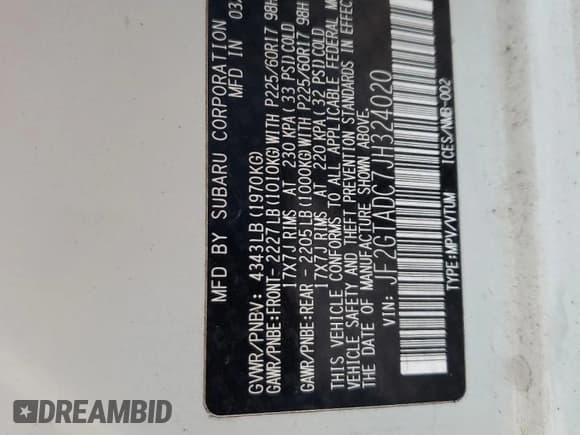 MFD BY SUBARU CORPORATION
MFD IN 03
GVWR/PNBV: 4343LB(1970KG)
GAWR/PNBE:FRONT- 2227LB(1010KG)WITH P225/60R17 98H
17X7J RIMS AT 230 KPA(33 PSI)COLD
GAWR/PNBE:REAR - 2205LB(1000KG)WITH P225/60R17 98H
17X7J RIMS AT 220 KPA(32 PSI)COLD
THIS VEHICLE CONFORMS TO ALL APPLICABLE FEDERAL MO
VEHICLE SAFETY AND THEFT PREVENTION STANDARDS IN EFFEC
THE DATE OF MANUFACTURE SHOWN ABOVE.
VIN: JF2GTADC7JH324020
TYPE:MPV/VTUM ICES/NMB-002
DREAMBID